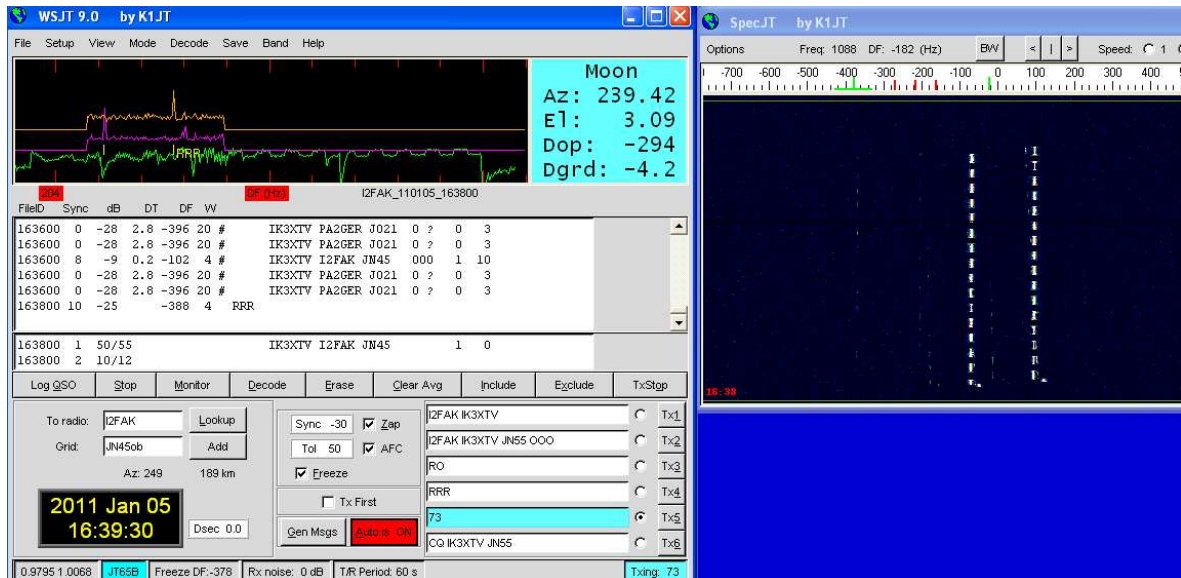 WSJT 9.0 by K1JT
File Setup View Mode Decode Save Band Help
Moon
Az: 239.42
El: 3.09
Dop: -294
Dgrd: -4.2
RRR
204 DF (Hz) I2FAK_110105_163800
FileID Sync dB DT DF W
163600 0 -28 2.8 -396 20 # IK3XTV PA2GER JO21 0 ? 0 3
163600 0 -28 2.8 -396 20 # IK3XTV PA2GER JO21 0 ? 0 3
163600 8 -9 0.2 -102 4 # IK3XTV I2FAK JN45 OOO 1 10
163600 0 -28 2.8 -396 20 # IK3XTV PA2GER JO21 0 ? 0 3
163600 0 -28 2.8 -396 20 # IK3XTV PA2GER JO21 0 ? 0 3
163800 10 -25 -388 4 RRR
163800 1 50/55 IK3XTV I2FAK JN45 1 0
163800 2 10/12
Log QSO Stop Monitor Decode Erase Clear Avg Include Exclude TxStop
To radio: I2FAK Lookup
Grid: JN45ob Add
Az: 249 189 km
2011 Jan 05
16:39:30
Dsec 0.0
Sync -30 Zap
Tol 50 AFC
Freeze
Tx First
Gen Msgs Auto is ON
I2FAK IK3XTV Tx1
I2FAK IK3XTV JN55 OOO Tx2
RO Tx3
RRR Tx4
73 Tx5
CQ IK3XTV JN55 Tx6
0.9795 1.0068 JT65B Freeze DF:-378 Rx noise: 0 dB T/R Period: 60 s Txing: 73
SpecJT by K1JT
Options Freq: 1088 DF: -182 (Hz) BW < | > Speed: 1
-700 -600 -500 -400 -300 -200 -100 0 100 200 300 400
16:38